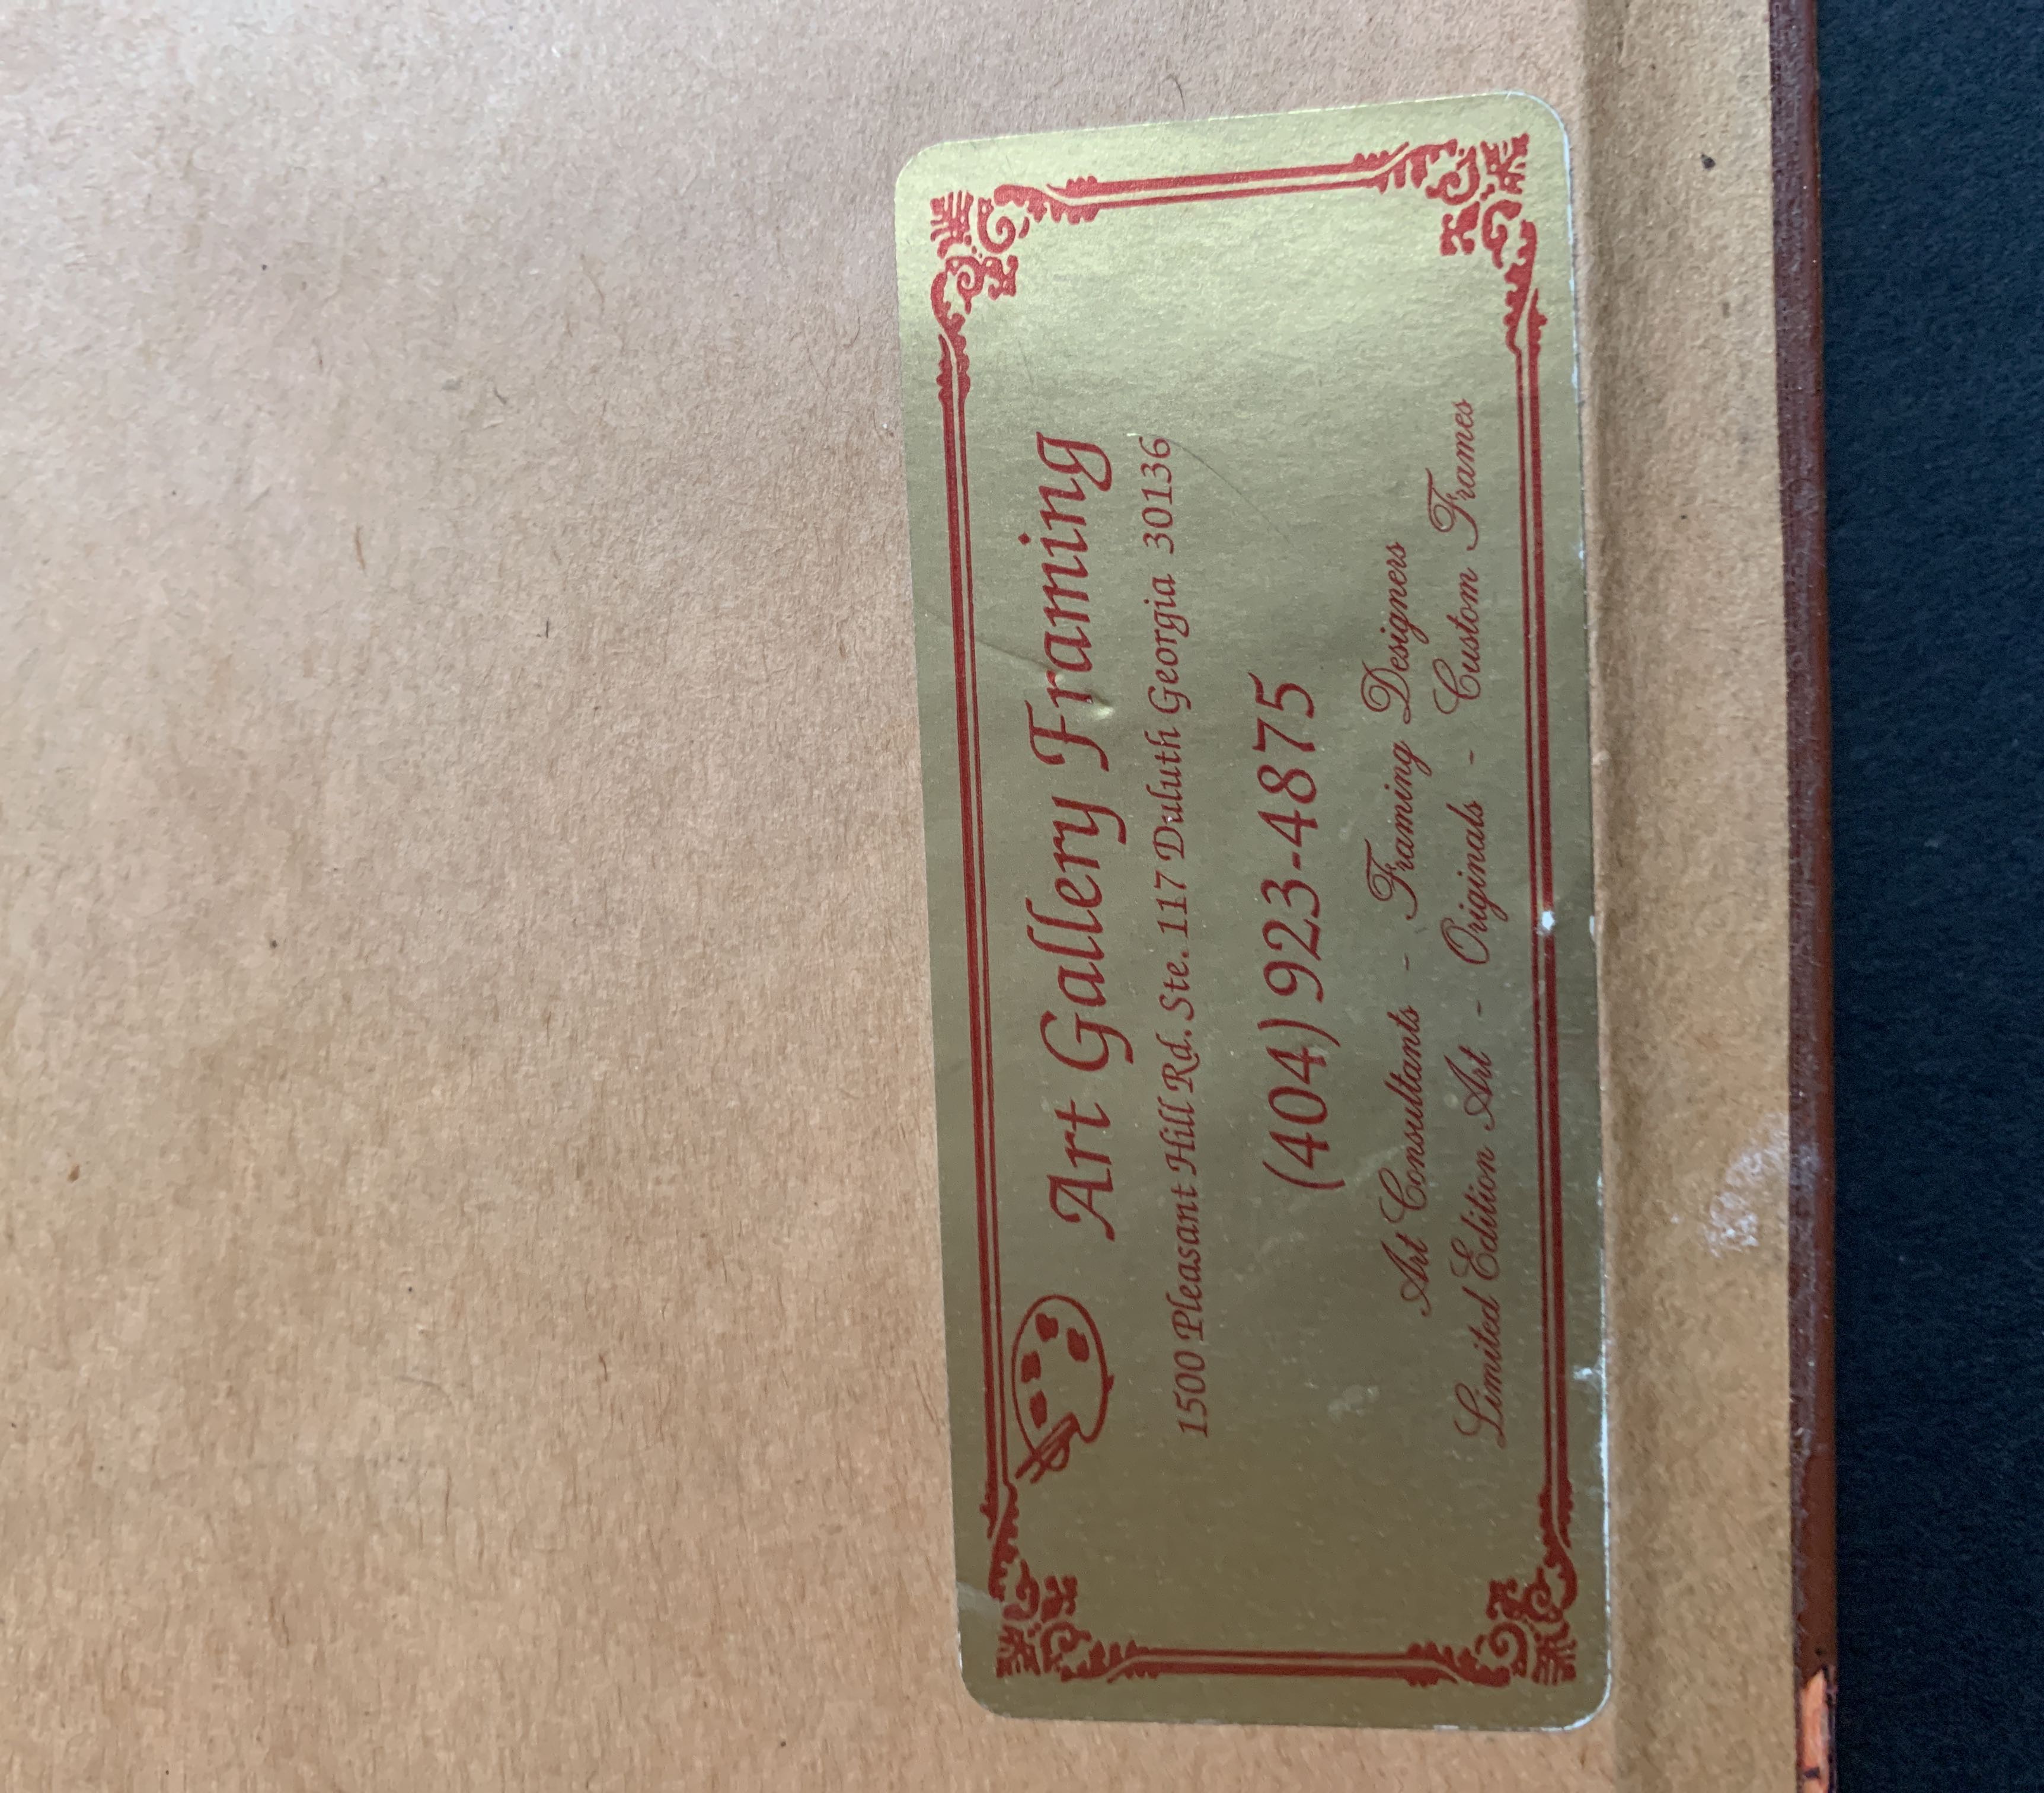 Art Gallery Framing
1500 Pleasant Hill Rd. Ste. 117 Duluth Georgia 30136
(404) 923-4875
Art Consultants - Framing Designers
Limited Edition Art - Originals - Custom Frames